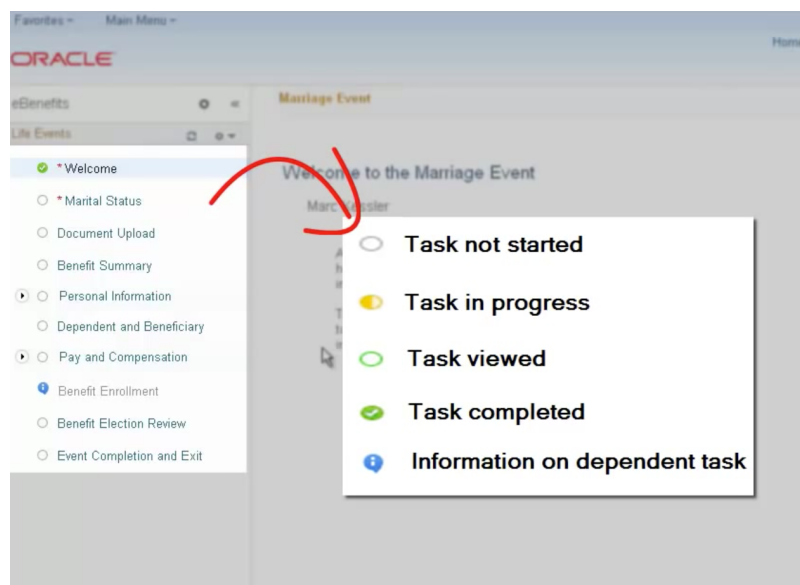 Favorites Main Menu
Home
ORACLE
eBenefits
Marriage Event
Life Events
* Welcome
Welcome to the Marriage Event
* Marital Status
Marc Kessler
Document Upload
Benefit Summary
Personal Information
Dependent and Beneficiary
Pay and Compensation
Benefit Enrollment
Benefit Election Review
Event Completion and Exit
Task not started
Task in progress
Task viewed
Task completed
Information on dependent task